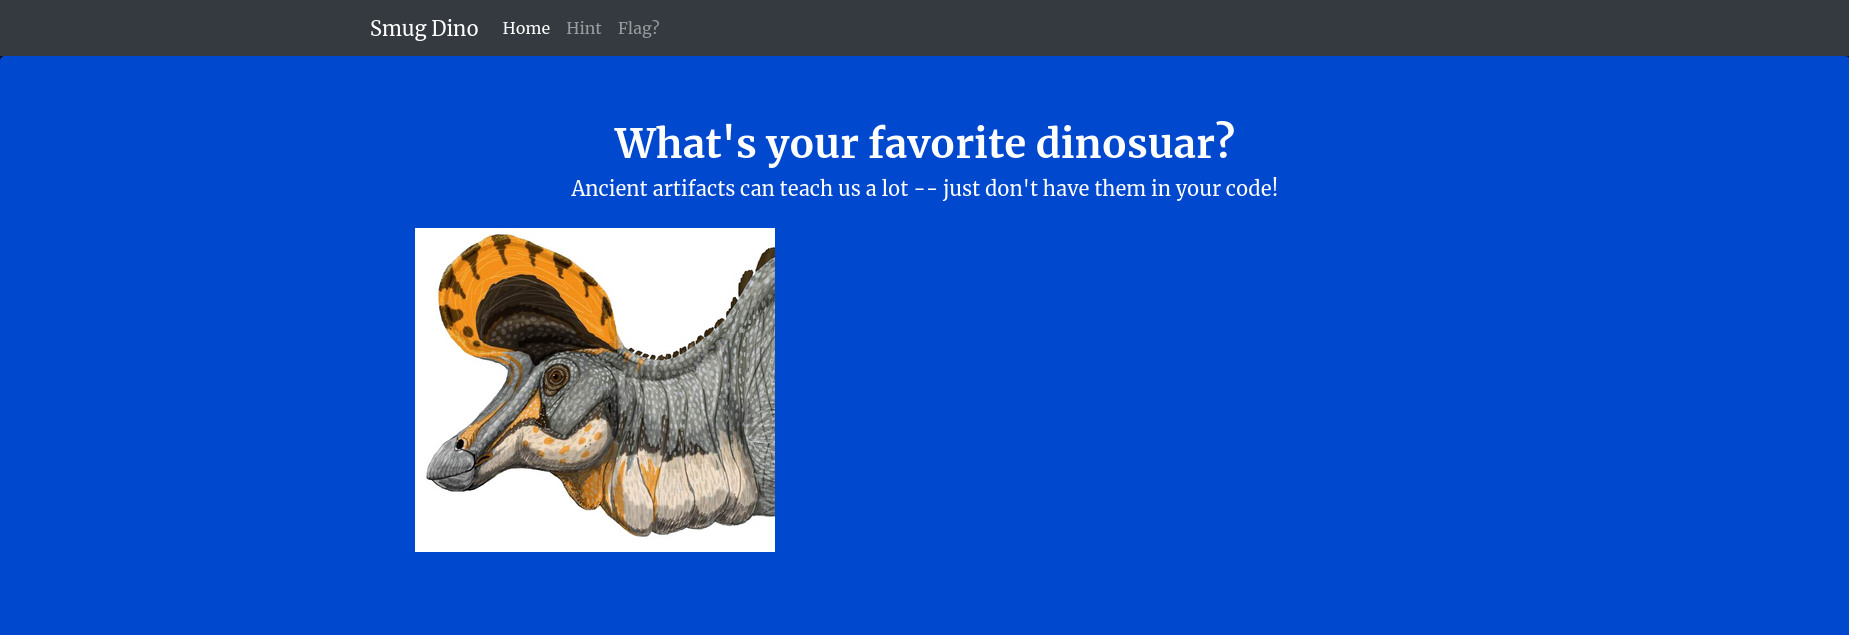 Smug Dino Home Hint Flag?
What's your favorite dinosuar?
Ancient artifacts can teach us a lot -- just don't have them in your code!